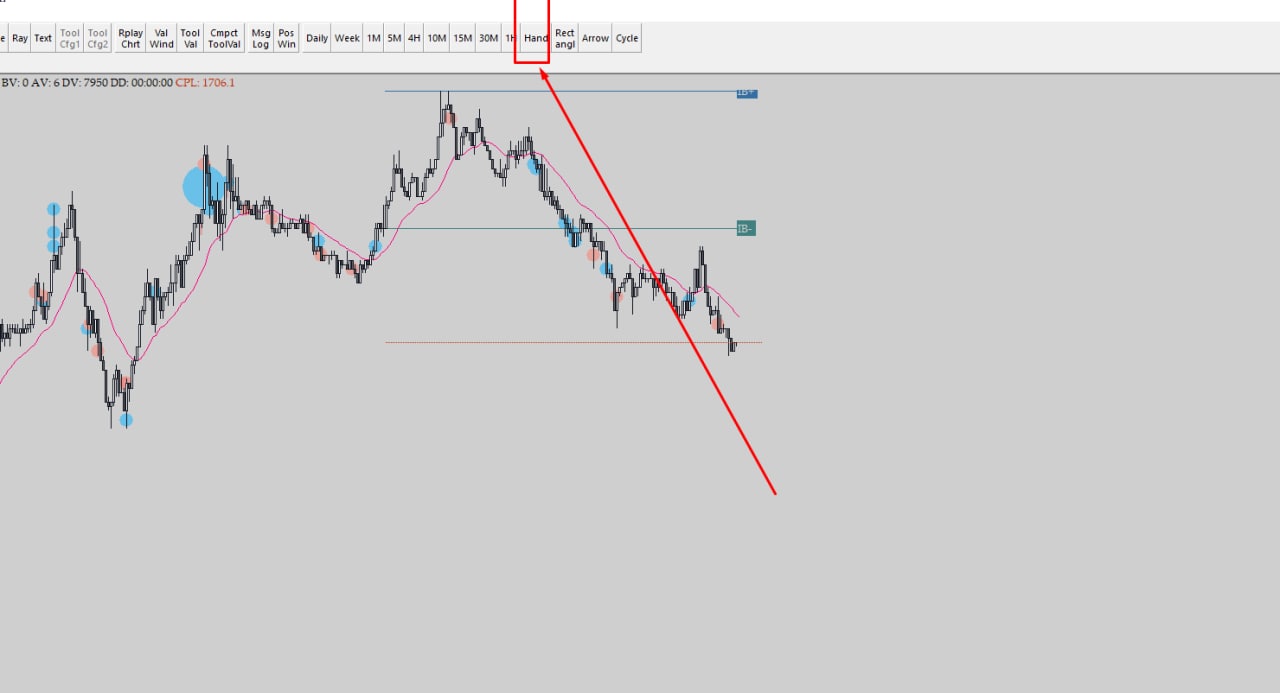 e Ray Text Tool Cfg1 Tool Cfg2 Rplay Chrt Val Wind Tool Val Cmpct ToolVal Msg Log Pos Win Daily Week 1M 5M 4H 10M 15M 30M 1H Hand Rect angl Arrow Cycle
BV: 0 AV: 6 DV: 7950 DD: 00:00:00 CPL: 1706.1
IB+
IB-